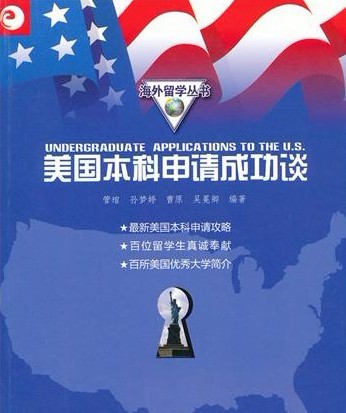 海外留学丛书
UNDERGRADUATE APPLICATIONS TO THE U.S.
美国本科申请成功谈
管瑄 孙梦婷 曹原 吴冕卿 编著
★最新美国本科申请攻略
★百位留学生真诚奉献
★百所美国优秀大学简介